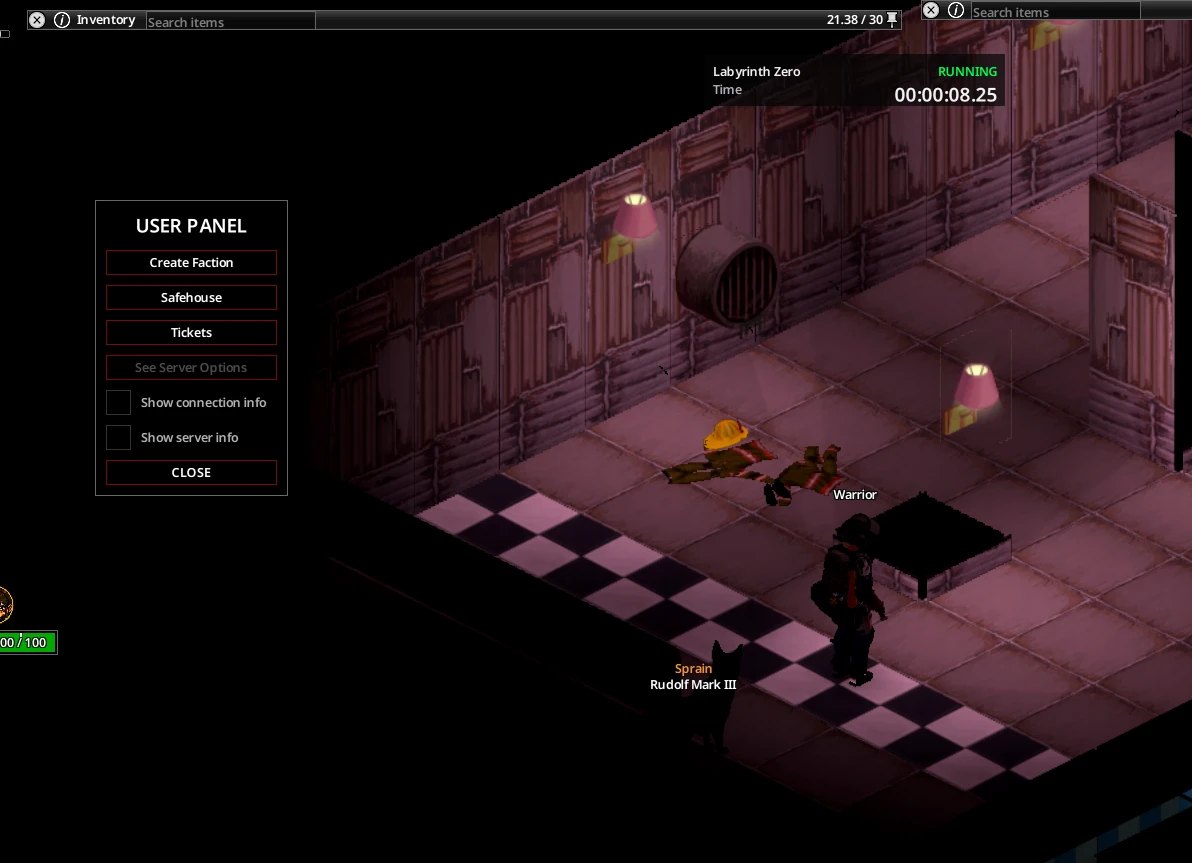 Inventory
Search items
21.38 / 30
Search items
Labyrinth Zero
RUNNING
Time
00:00:08.25
USER PANEL
Create Faction
Safehouse
Tickets
See Server Options
Show connection info
Show server info
CLOSE
Warrior
Sprain
Rudolf Mark III
00 / 100